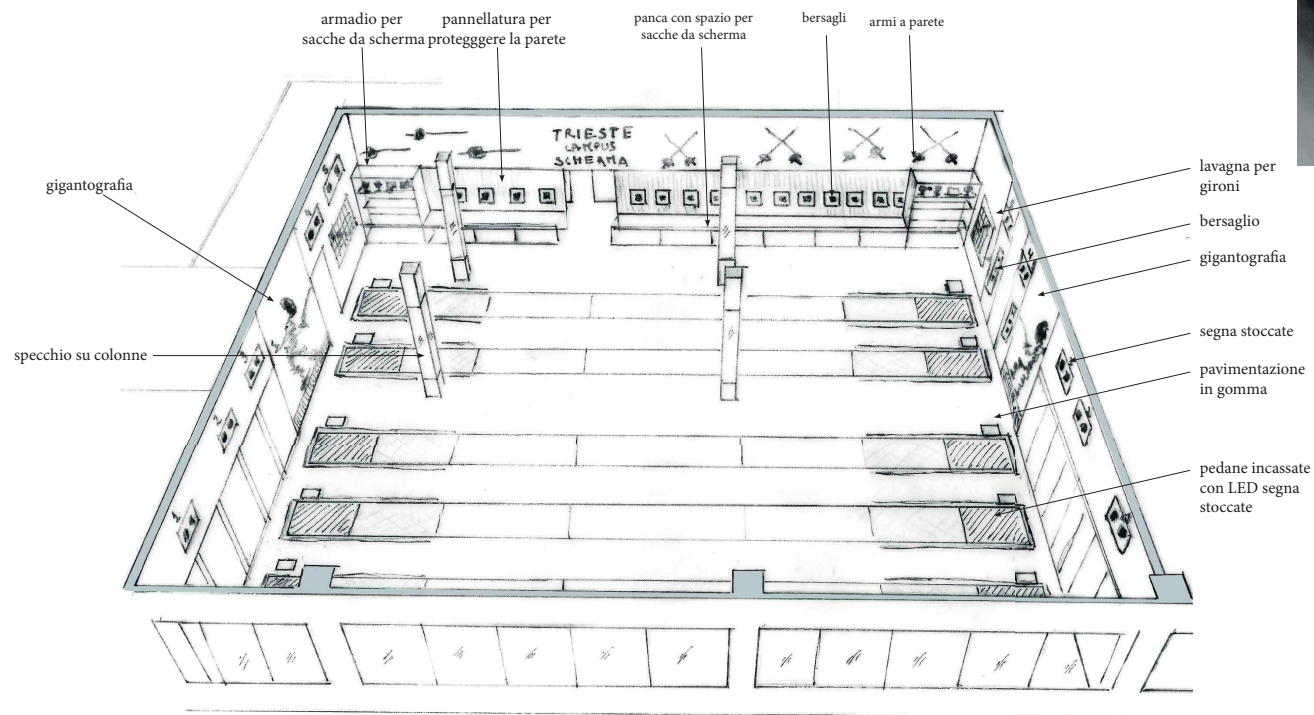 armadio per
sacche da scherma
pannellatura per
protegggere la parete
panca con spazio per
sacche da scherma
bersagli
armi a parete
TRIESTE
CAMPUS
SCHERMA
gigantografia
specchio su colonne
lavagna per
gironi
bersaglio
gigantografia
segna stoccate
pavimentazione
in gomma
pedane incassate
con LED segna
stoccate